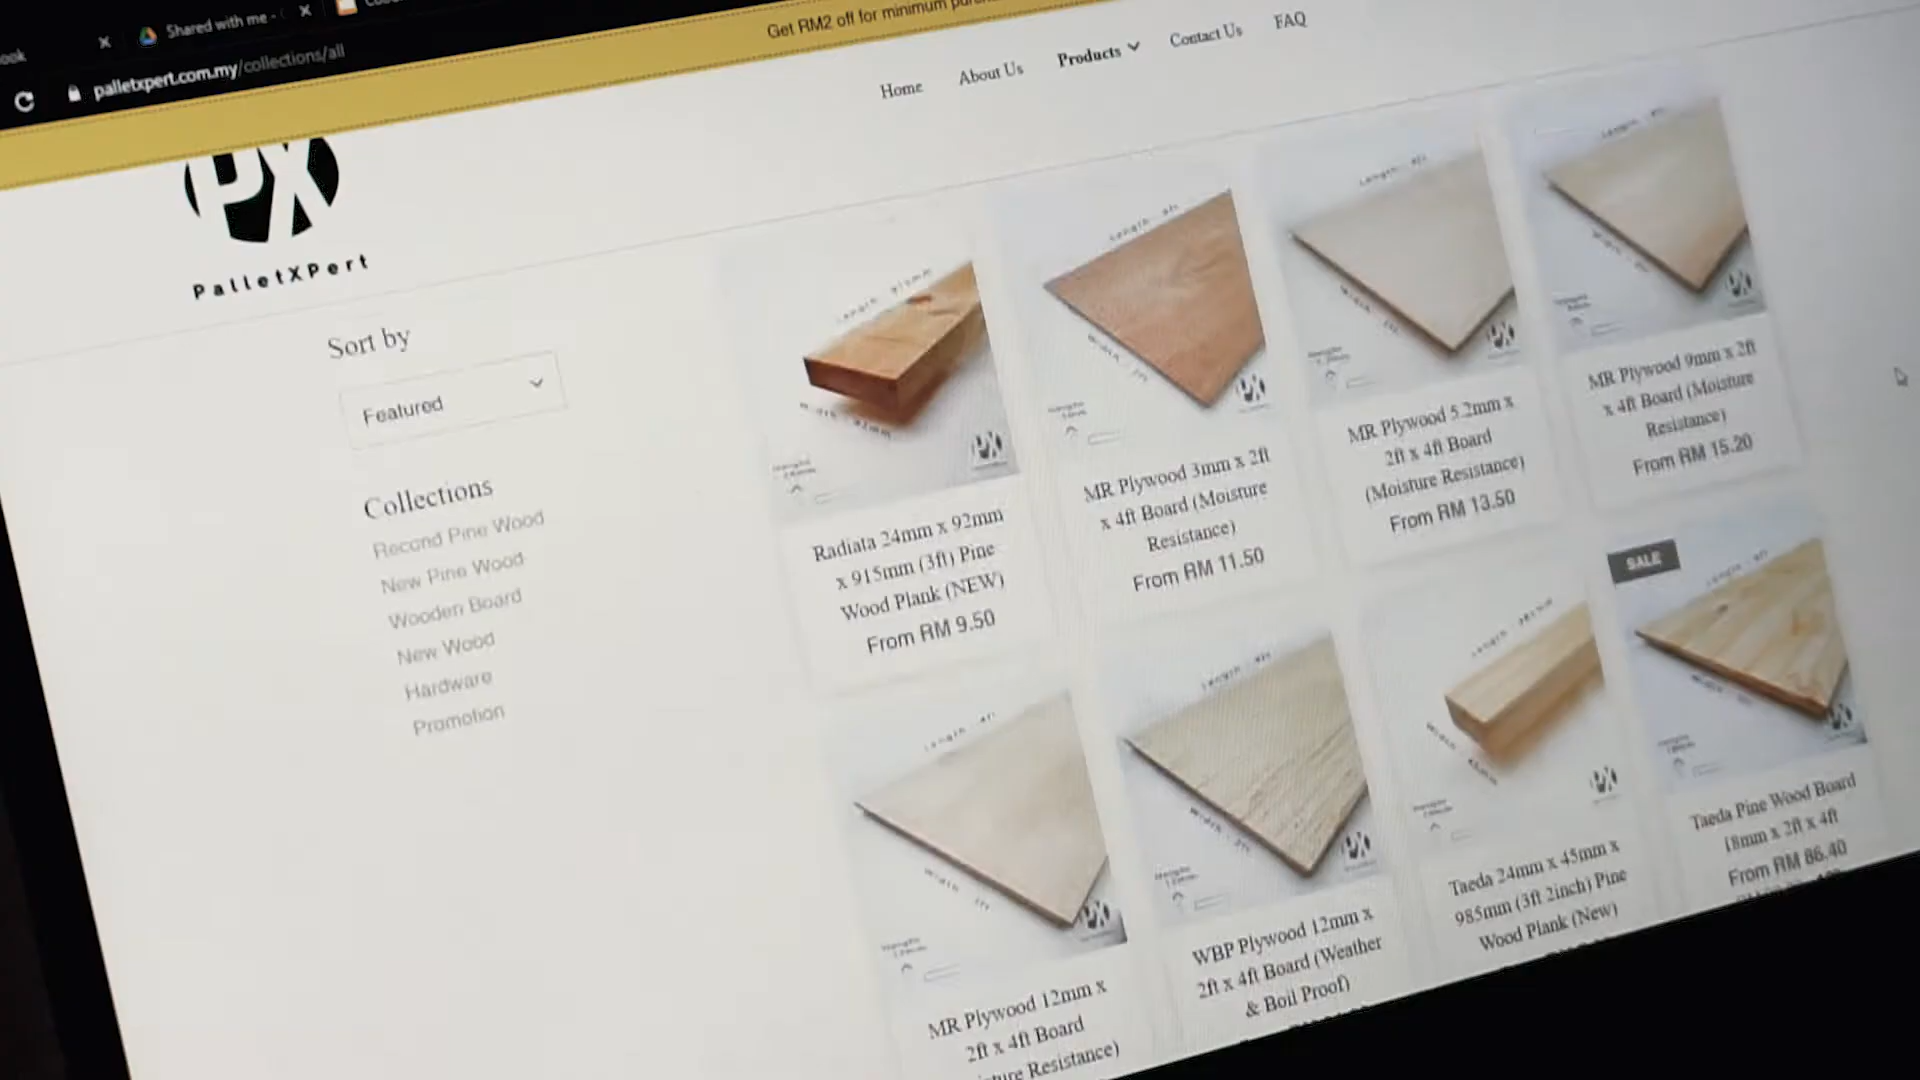 ook
Shared with me -
palletxpert.com.my/collections/all
Get RM2 off for minimum
Home
About Us
Products
Contact Us
FAQ
PX
PalletXPert
Sort by
Featured
Collections
Recond Pine Wood
New Pine Wood
Wooden Board
New Wood
Hardware
Promotion
Radiata 24mm x 92mm
x 915mm (3ft) Pine
Wood Plank (NEW)
From RM 9.50
MR Plywood 3mm x 2ft
x 4ft Board (Moisture
Resistance)
From RM 11.50
MR Plywood 5.2mm x
2ft x 4ft Board
(Moisture Resistance)
From RM 13.50
MR Plywood 9mm x 2ft
x 4ft Board (Moisture
Resistance)
From RM 15.20
MR Plywood 12mm x
2ft x 4ft Board
Resistance)
WBP Plywood 12mm x
2ft x 4ft Board (Weather
& Boil Proof)
Taeda 24mm x 45mm x
985mm (3ft 2inch) Pine
Wood Plank (New)
SALE
Taeda Pine Wood Board
18mm x 2ft x 4ft
From RM 86.40